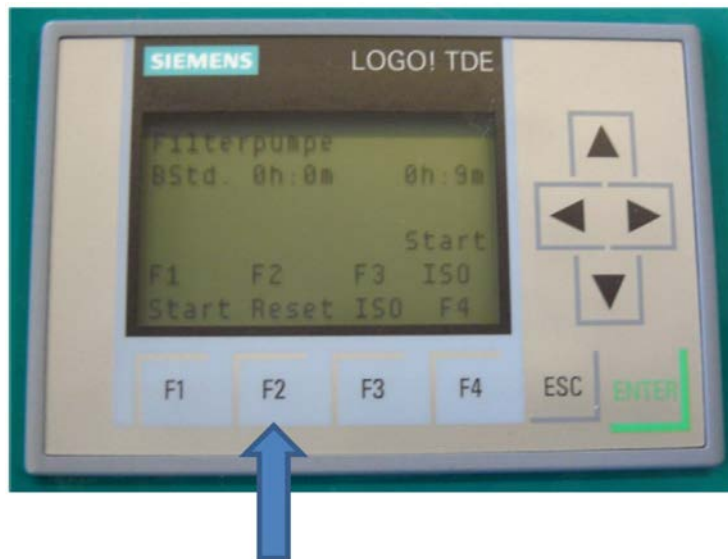 SIEMENS LOGO! TDE
Filterpumpe
BStd. 0h:0m 0h:9m
Start
F1 F2 F3 ISO
Start Reset ISO F4
F1 F2 F3 F4 ESC ENTER